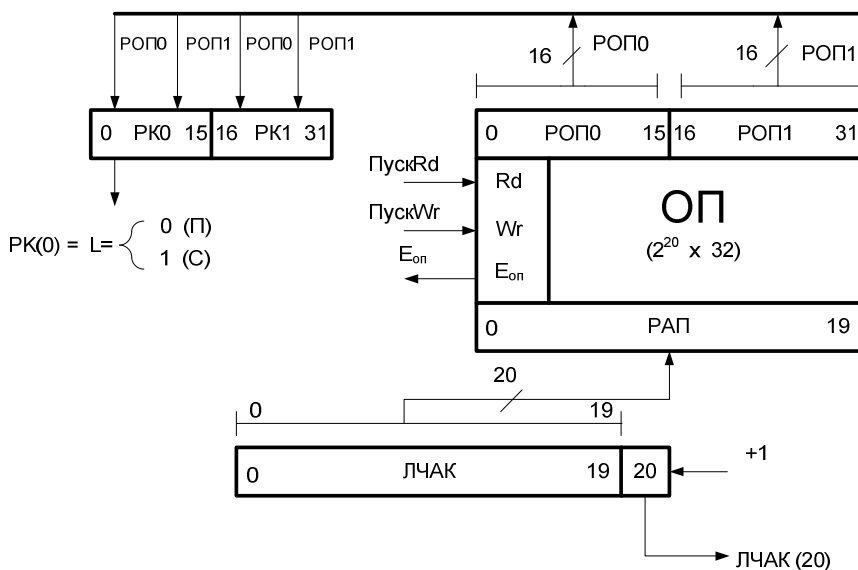 РОП0 РОП1 РОП0 РОП1
16 РОП0 16 РОП1
0 РК0 15 16 РК1 31
0 РОП0 15 16 РОП1 31
ПускRd
Rd
ПускWr
Wr
Eоп
Eоп
ОП
(2^20 x 32)
РК(0) = L=
0 (П)
1 (С)
0 РАП 19
20
0 19
0 ЛЧАК 19 20
+1
ЛЧАК (20)